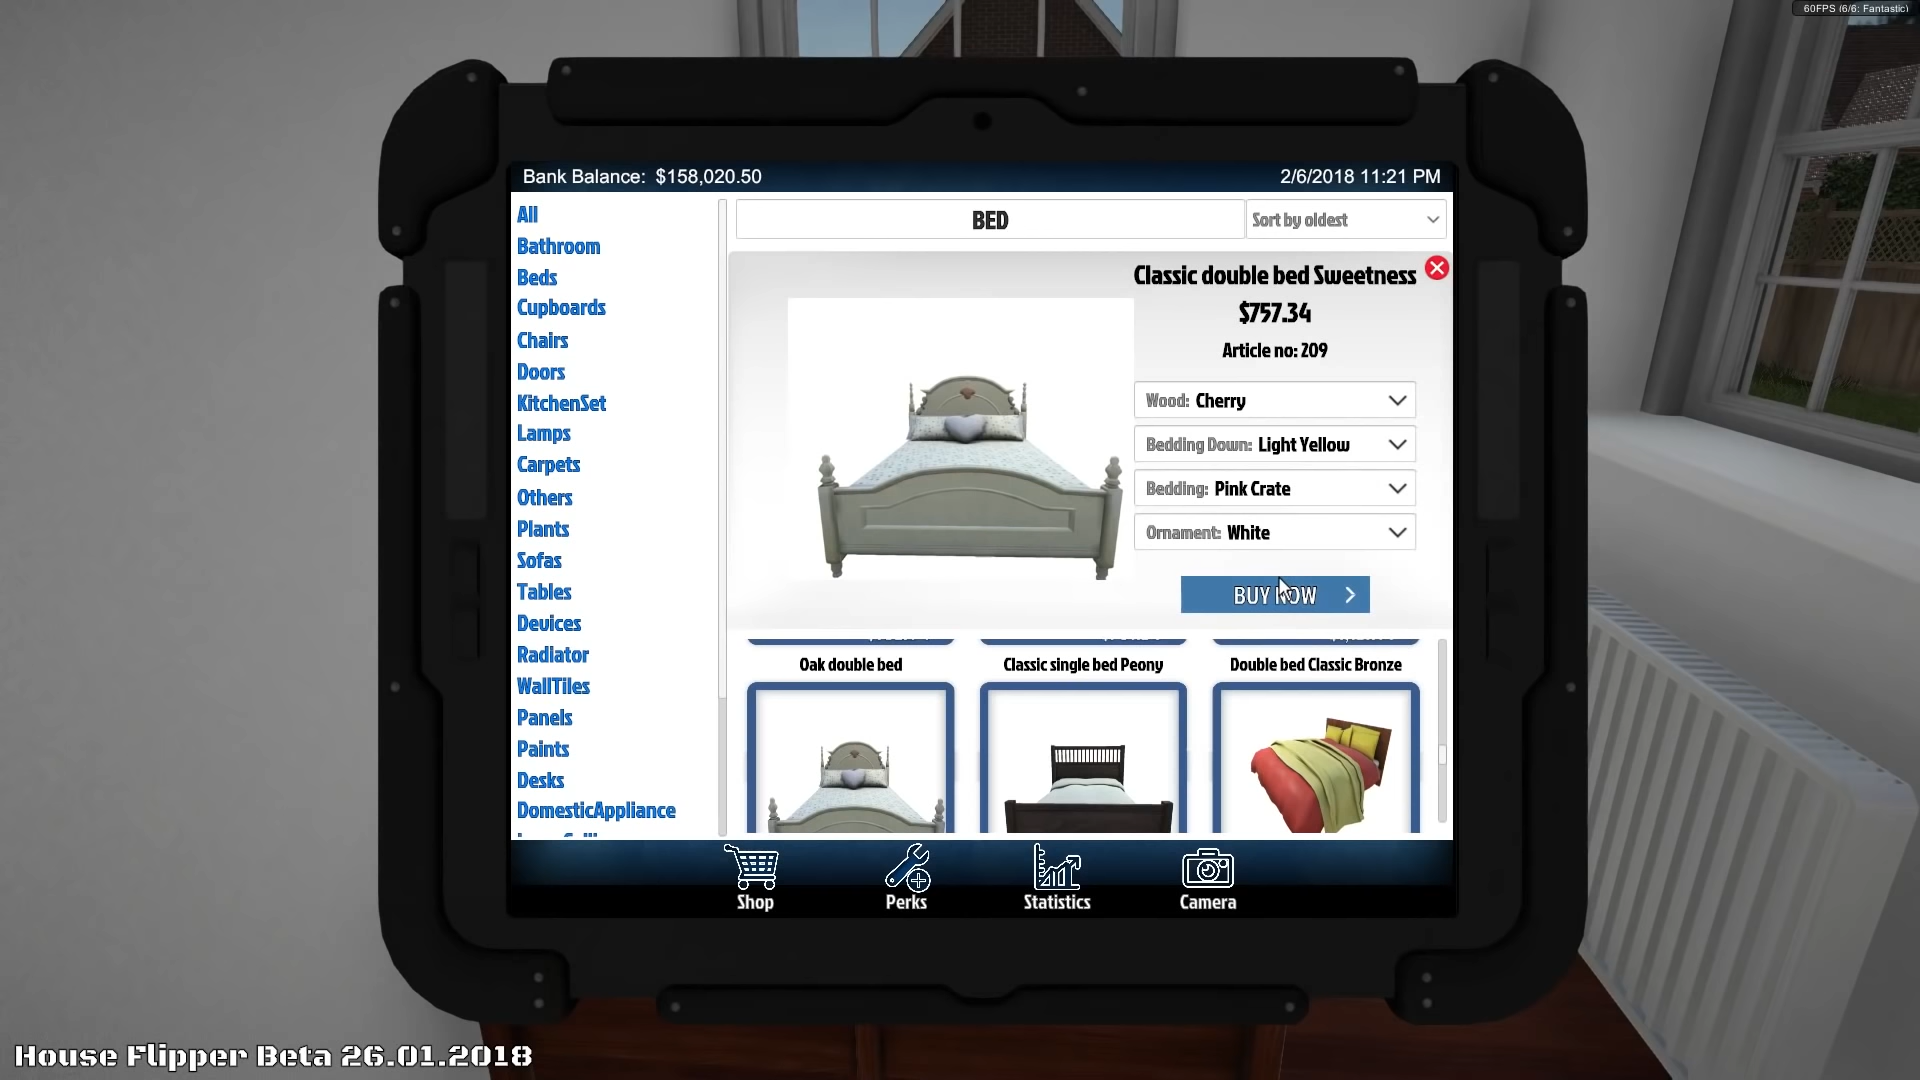 60FPS (6/6: Fantastic)
Bank Balance: $158,020.50
2/6/2018 11:21 PM
All
Bathroom
Beds
Cupboards
Chairs
Doors
KitchenSet
Lamps
Carpets
Others
Plants
Sofas
Tables
Devices
Radiator
WallTiles
Panels
Paints
Desks
DomesticAppliance
BED
Sort by oldest
Classic double bed Sweetness
$757.34
Article no: 209
Wood: Cherry
Bedding Down: Light Yellow
Bedding: Pink Crate
Ornament: White
BUY NOW
Oak double bed
Classic single bed Peony
Double bed Classic Bronze
Shop
Perks
Statistics
Camera
House Flipper Beta 26.01.2018